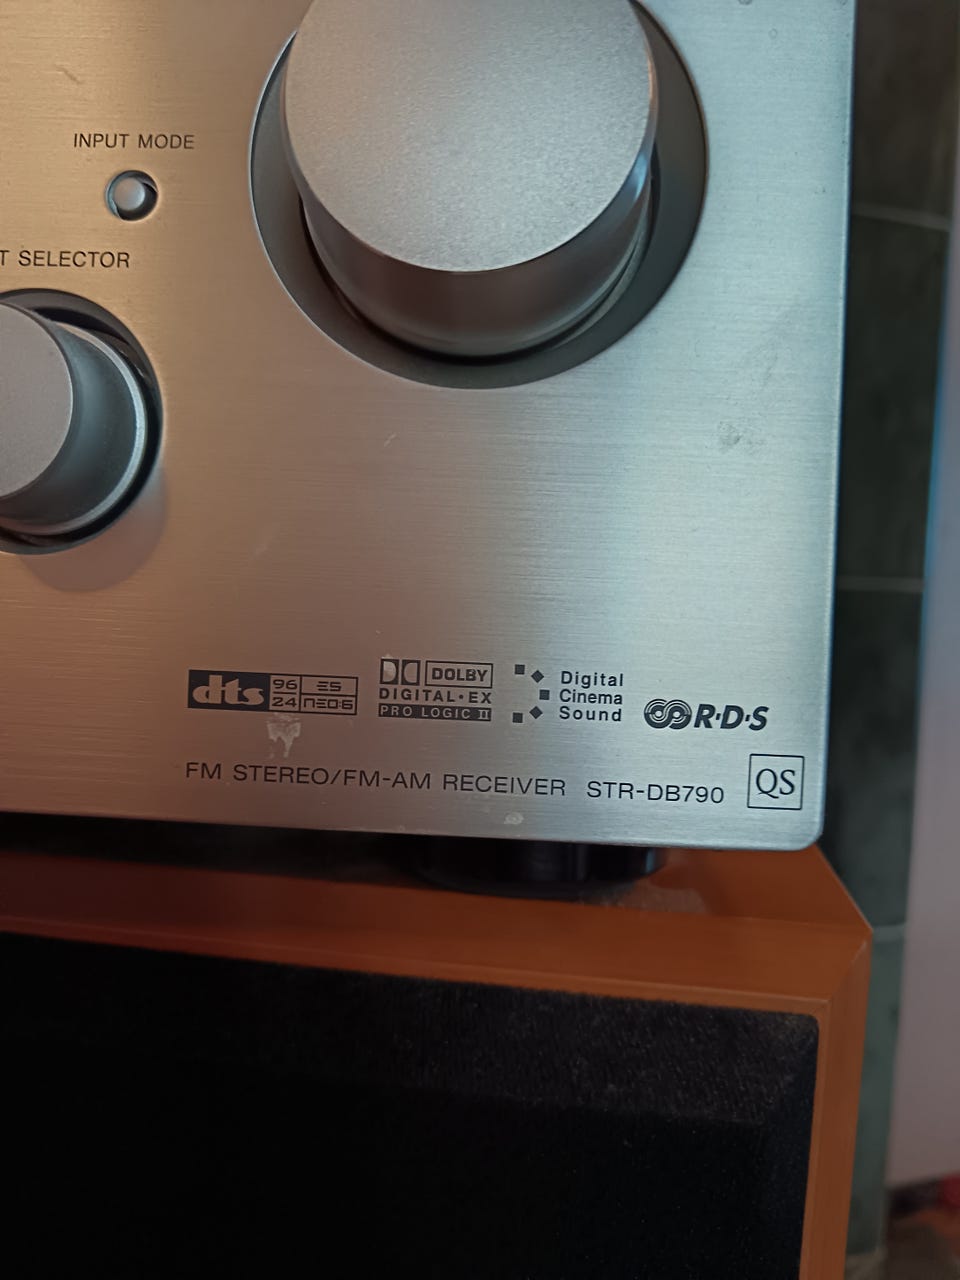 INPUT MODE
T SELECTOR
dts 96 24 ES NEO:6
DOLBY
DIGITAL·EX
PRO LOGIC II
Digital
Cinema
Sound
R·D·S
FM STEREO/FM-AM RECEIVER STR-DB790
QS